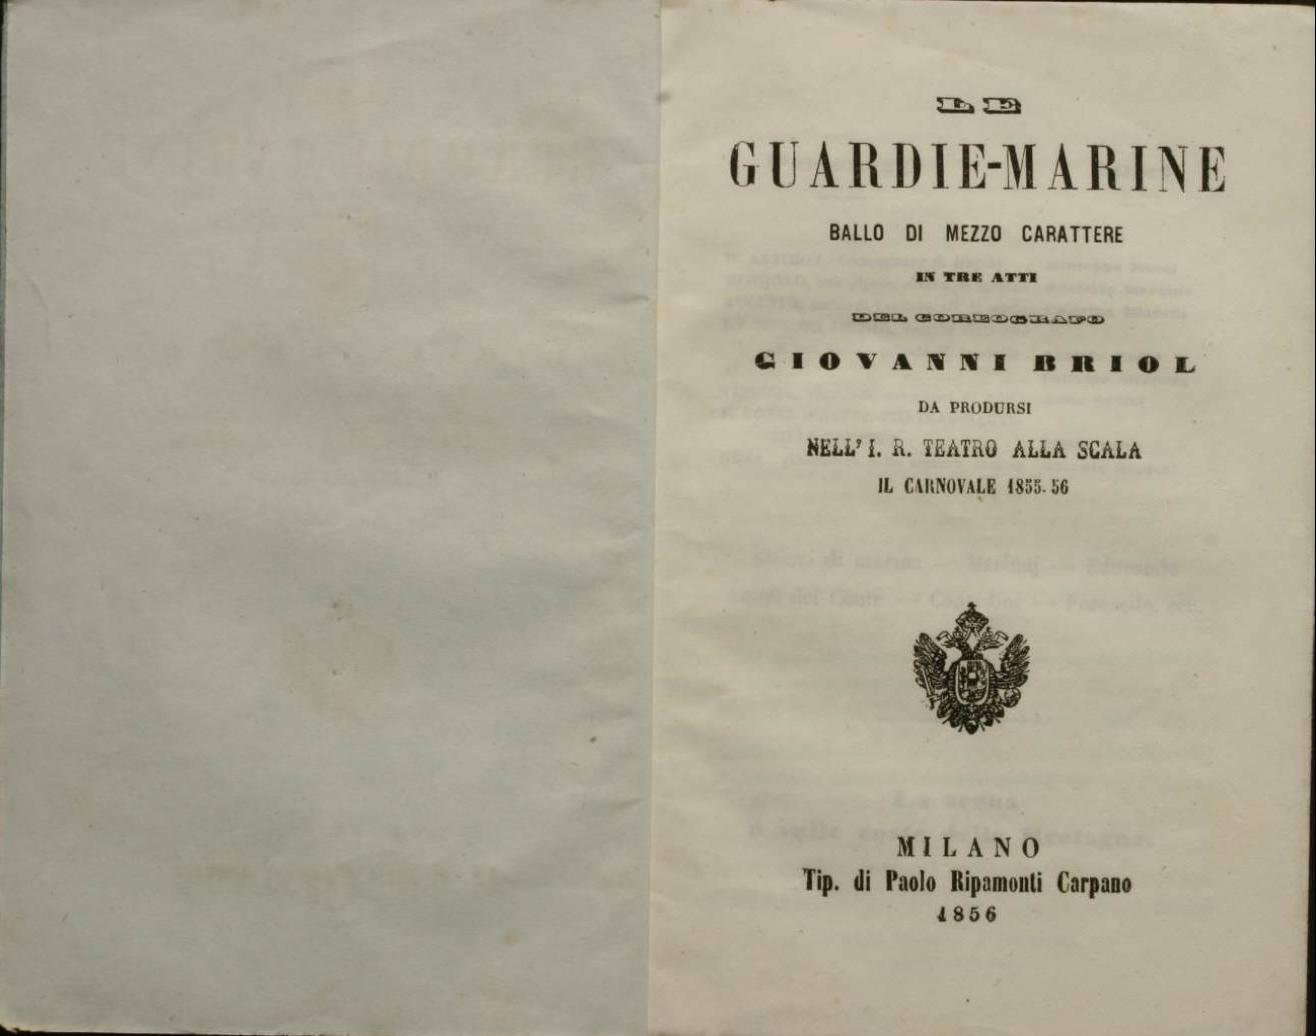 LE
GUARDIE-MARINE
BALLO DI MEZZO CARATTERE
IN TRE ATTI
DEL COREOGRAFO
GIOVANNI BRIOL
DA PRODURSI
NELL' I. R. TEATRO ALLA SCALA
IL CARNOVALE 1855-56
MILANO
Tip. di Paolo Ripamonti Carpano
1856